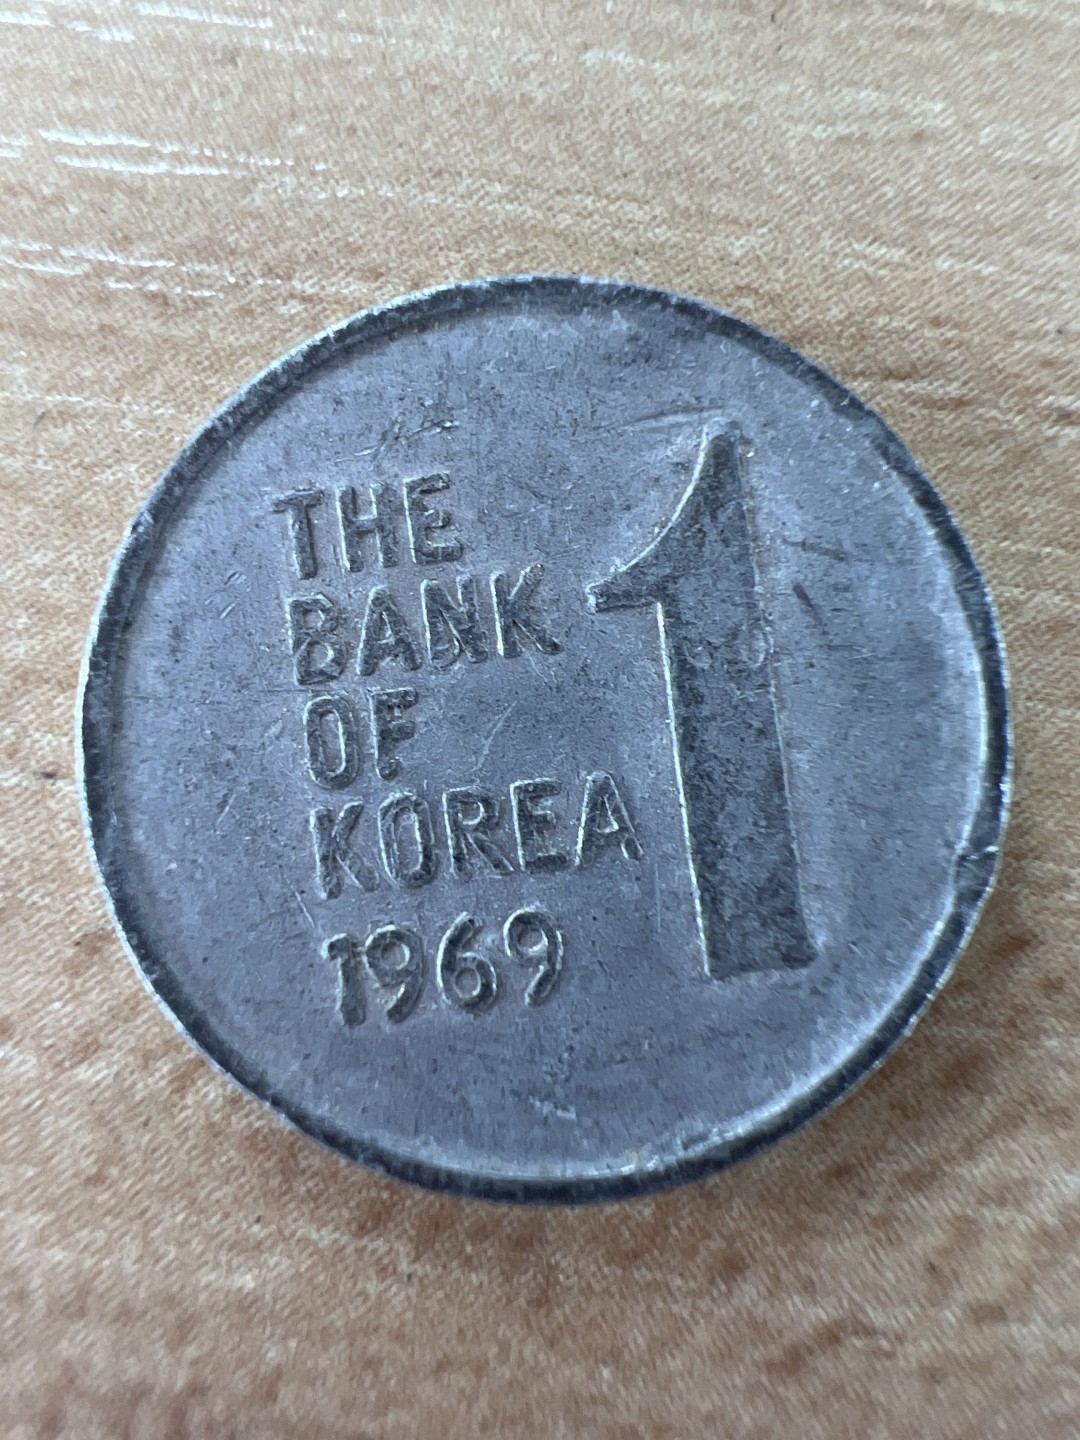 THE
BANK
OF
KOREA
1969
1